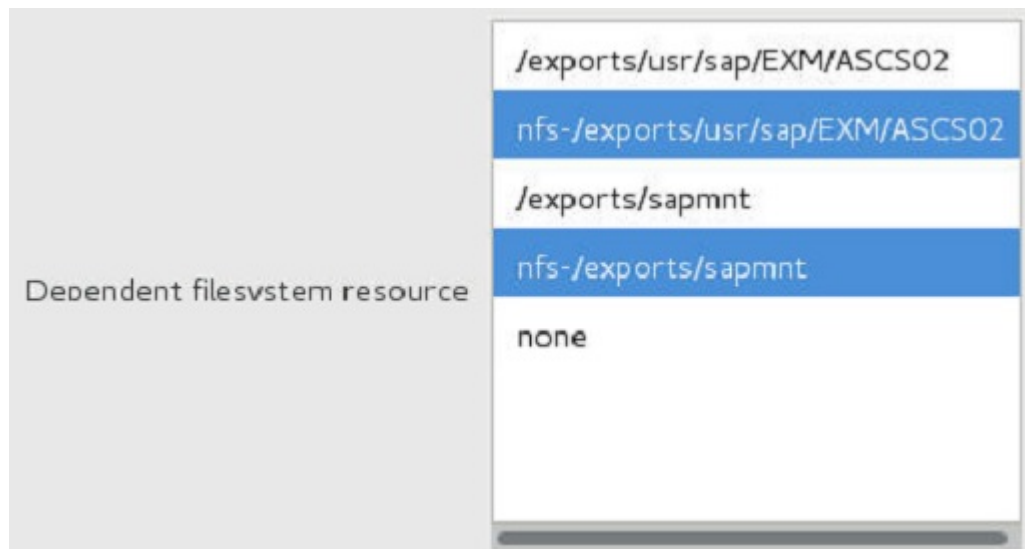 /exports/usr/sap/EXM/ASCS02
nfs-/exports/usr/sap/EXM/ASCS02
/exports/sapmnt
nfs-/exports/sapmnt
Dependent filesystem resource
none